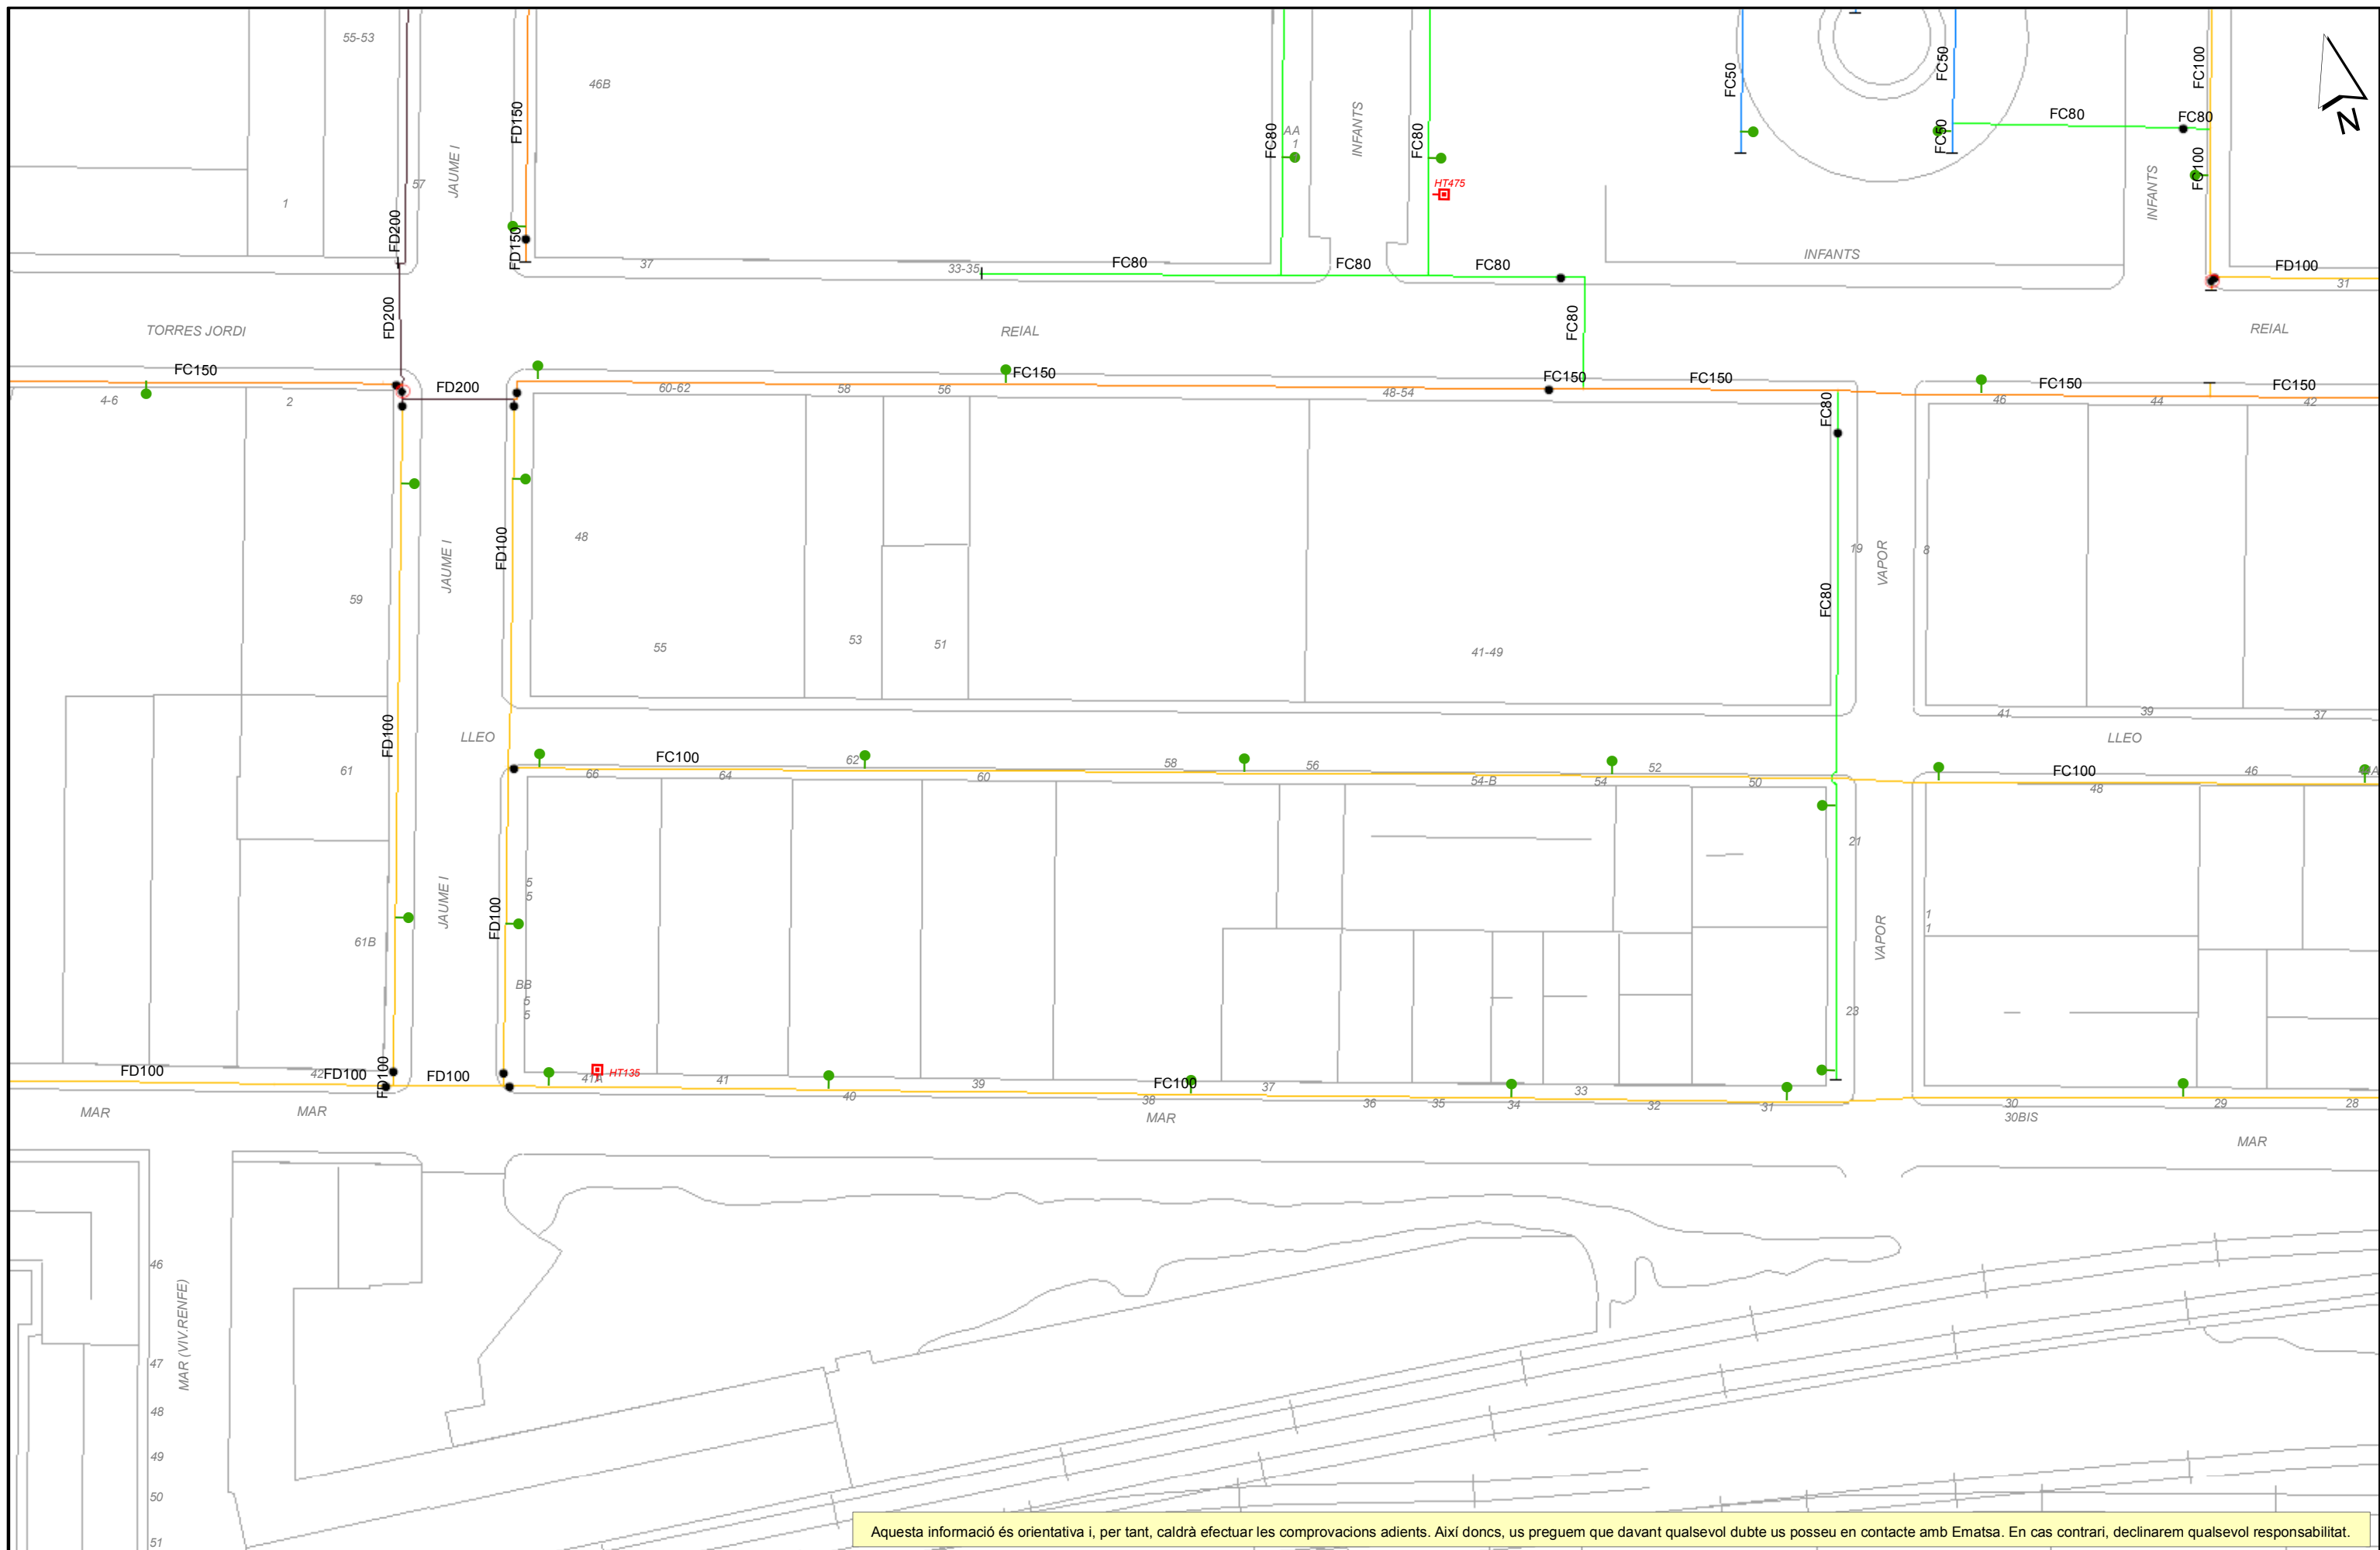 55-53
46B
FD150
JAUME I
57
1
FD200
FD150
FC80
AA
1
INFANTS
FC80
HT475
FC50
FC50
FC50
FC80
FC80
FC100
FC100
INFANTS
N
37
33-35
FC80
FC80
FC80
INFANTS
FD100
31
TORRES JORDI
FD200
REIAL
FC80
REIAL
FC150
FD200
4-6
2
60-62
58
56
FC150
48-54
FC150
FC150
FC80
46
FC150
44
FC150
42
48
FD100
JAUME I
59
55
53
51
41-49
19
VAPOR
8
FC80
41
39
37
FD100
LLEO
61
LLEO
66
FC100
64
62
60
58
56
54-B
54
52
50
FC100
48
46
21
5
5
JAUME I
FD100
61B
BB
5
5
VAPOR
1
1
23
FD100
42
FD100
FD100
FD100
41A
HT135
41
40
39
38
FC100
37
36
35
34
33
32
31
30
30BIS
29
28
MAR
MAR
MAR
MAR
46
MAR (VIV.RENFE)
47
48
49
50
51
Aquesta informació és orientativa i, per tant, caldrà efectuar les comprovacions adients. Així doncs, us preguem que davant qualsevol dubte us posseu en contacte amb Ematsa. En cas contrari, declinarem qualsevol responsabilitat.